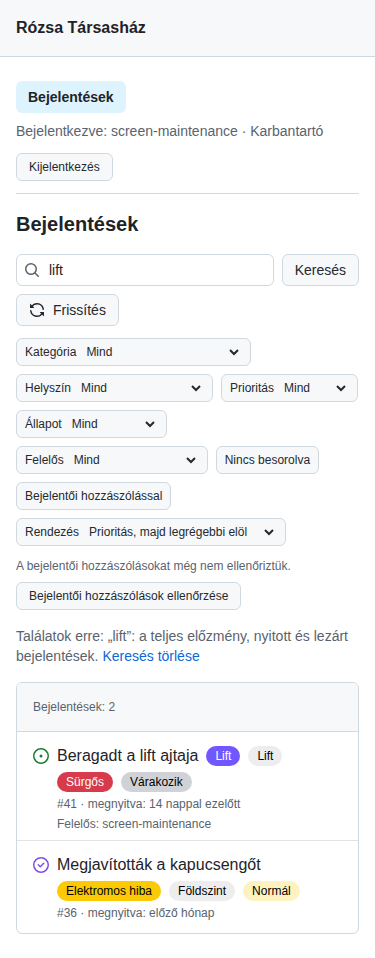 Rózsa Társasház
Bejelentések
Bejelentkezve: screen-maintenance · Karbantartó
Kijelentkezés
Bejelentések
lift
Keresés
Frissítés
Kategória Mind
Helyszín Mind
Prioritás Mind
Állapot Mind
Felelős Mind
Nincs besorolva
Bejelentői hozzászólással
Rendezés Prioritás, majd legrégebbi elöl
A bejelentői hozzászólásokat még nem ellenőriztük.
Bejelentői hozzászólások ellenőrzése
Találatok erre: „lift”: a teljes előzmény, nyitott és lezárt
bejelentések. Keresés törlése
Bejelentések: 2
Beragadt a lift ajtaja Lift Lift
Sürgős Várakozik
#41 · megnyitva: 14 nappal ezelőtt
Felelős: screen-maintenance
Megjavították a kapucsengőt
Elektromos hiba Földszint Normál
#36 · megnyitva: előző hónap